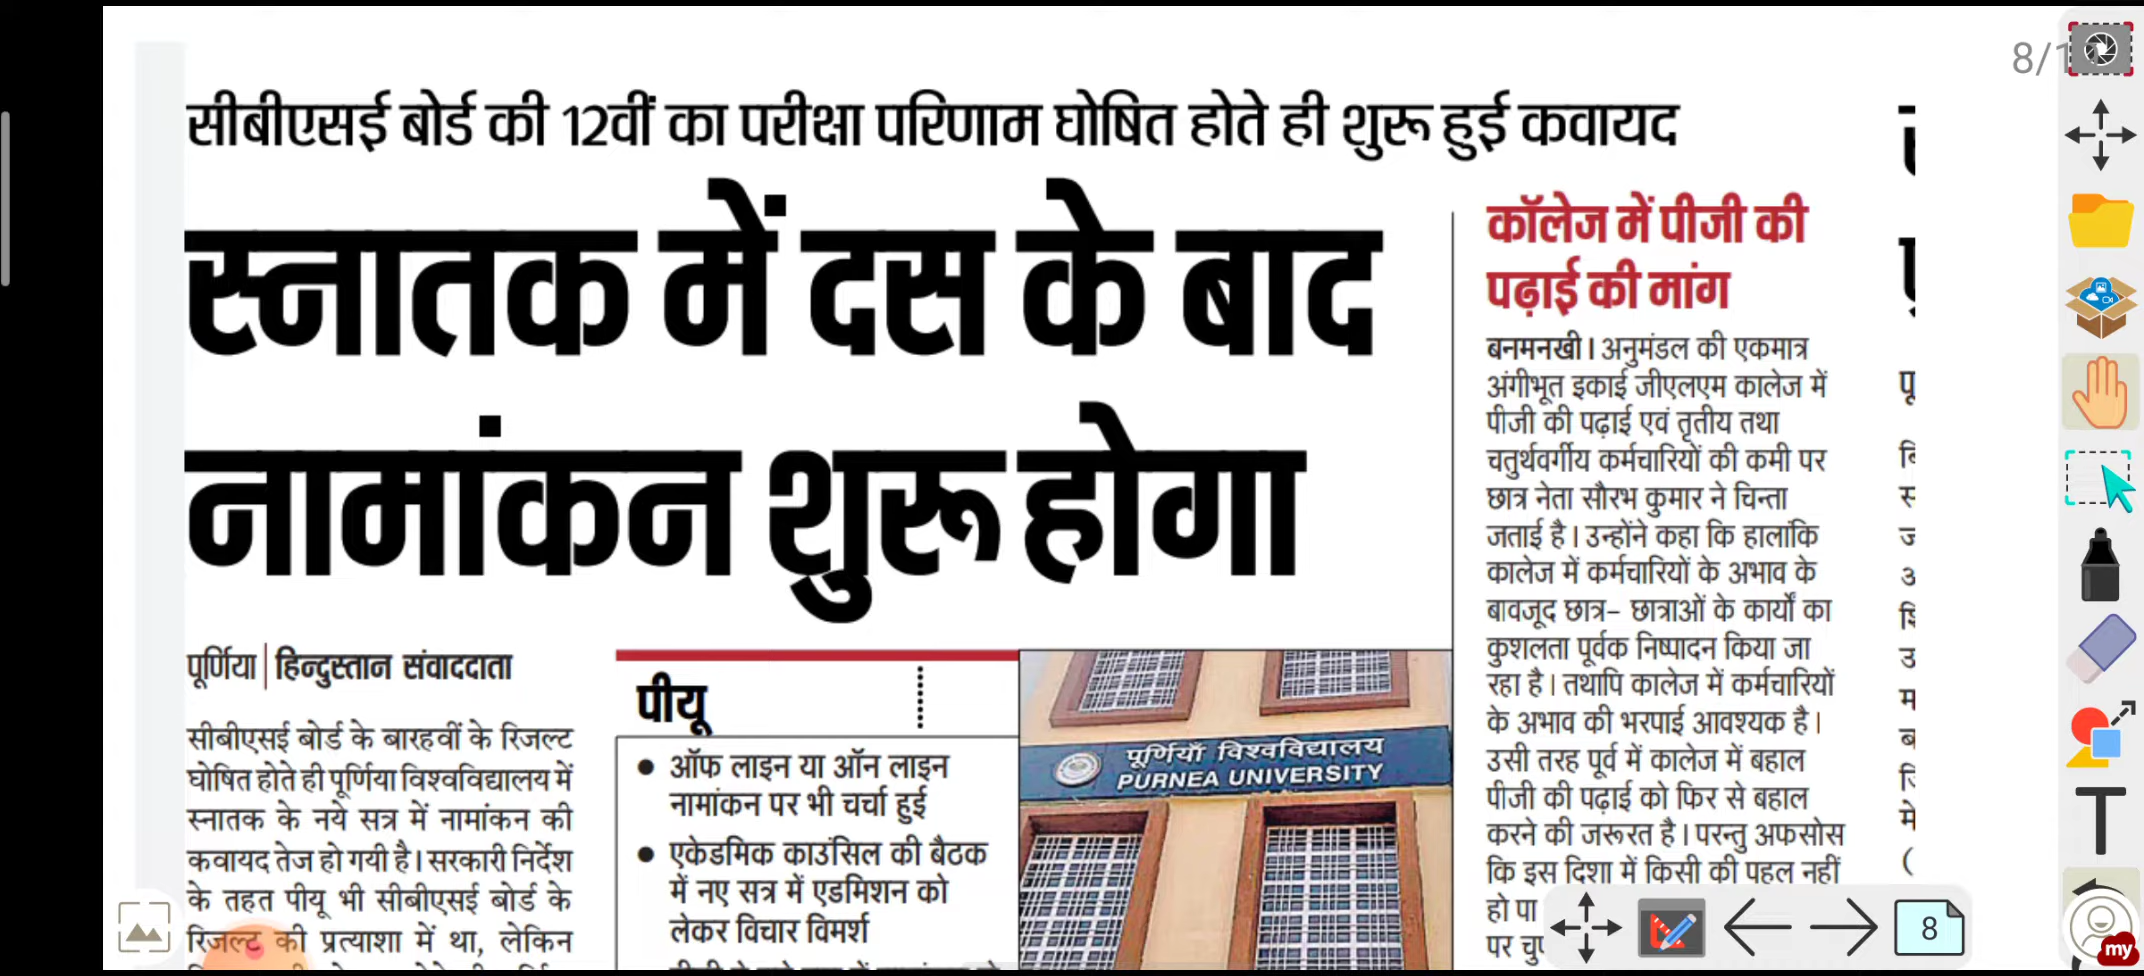 8/1
सीबीएसई बोर्ड की 12वीं का परीक्षा परिणाम घोषित होते ही शुरू हुई कवायद
स्नातक में दस के बाद
नामांकन शुरू होगा
पूर्णिया | हिन्दुस्तान संवाददाता
सीबीएसई बोर्ड के बारहवीं के रिजल्ट
घोषित होते ही पूर्णिया विश्वविद्यालय में
स्नातक के नये सत्र में नामांकन की
कवायद तेज हो गयी है। सरकारी निर्देश
के तहत पीयू भी सीबीएसई बोर्ड के
रिजल्ट की प्रत्याशा में था, लेकिन
पीयू
● ऑफ लाइन या ऑन लाइन
नामांकन पर भी चर्चा हुई
● एकेडमिक काउंसिल की बैठक
में नए सत्र में एडमिशन को
लेकर विचार विमर्श
पूर्णियाँ विश्वविद्यालय
PURNEA UNIVERSITY
कॉलेज में पीजी की
पढ़ाई की मांग
बनमनखी। अनुमंडल की एकमात्र
अंगीभूत इकाई जीएलएम कालेज में
पीजी की पढ़ाई एवं तृतीय तथा
चतुर्थवर्गीय कर्मचारियों की कमी पर
छात्र नेता सौरभ कुमार ने चिन्ता
जताई है। उन्होंने कहा कि हालांकि
कालेज में कर्मचारियों के अभाव के
बावजूद छात्र- छात्राओं के कार्यों का
कुशलता पूर्वक निष्पादन किया जा
रहा है। तथापि कालेज में कर्मचारियों
के अभाव की भरपाई आवश्यक है।
उसी तरह पूर्व में कालेज में बहाल
पीजी की पढ़ाई को फिर से बहाल
करने की जरूरत है। परन्तु अफसोस
कि इस दिशा में किसी की पहल नहीं
हो पा
पर
8
my